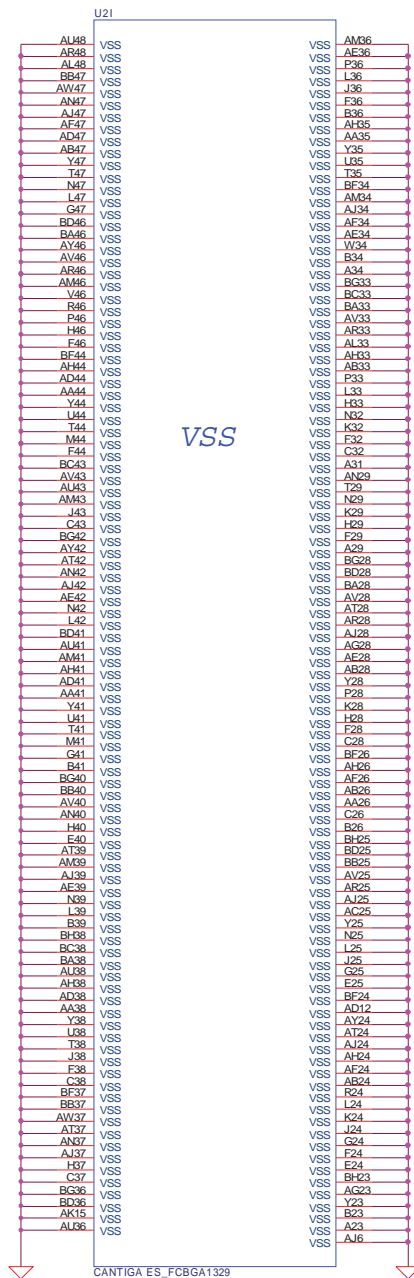 U2I
AU48 VSS
AR48 VSS
AL48 VSS
BB47 VSS
AW47 VSS
AN47 VSS
AJ47 VSS
AF47 VSS
AD47 VSS
AB47 VSS
Y47 VSS
T47 VSS
N47 VSS
L47 VSS
G47 VSS
BD46 VSS
BA46 VSS
AY46 VSS
AV46 VSS
AR46 VSS
AM46 VSS
V46 VSS
R46 VSS
P46 VSS
H46 VSS
F46 VSS
BF44 VSS
AH44 VSS
AD44 VSS
AA44 VSS
Y44 VSS
U44 VSS
T44 VSS
M44 VSS
F44 VSS
BC43 VSS
AV43 VSS
AU43 VSS
AM43 VSS
J43 VSS
C43 VSS
BG42 VSS
AY42 VSS
AT42 VSS
AN42 VSS
AJ42 VSS
AE42 VSS
N42 VSS
L42 VSS
BD41 VSS
AU41 VSS
AM41 VSS
AH41 VSS
AD41 VSS
AA41 VSS
Y41 VSS
U41 VSS
T41 VSS
M41 VSS
G41 VSS
B41 VSS
BG40 VSS
BB40 VSS
AV40 VSS
AN40 VSS
H40 VSS
E40 VSS
AT39 VSS
AM39 VSS
AJ39 VSS
AE39 VSS
N39 VSS
L39 VSS
B39 VSS
BH38 VSS
BC38 VSS
BA38 VSS
AU38 VSS
AH38 VSS
AD38 VSS
AA38 VSS
Y38 VSS
U38 VSS
T38 VSS
J38 VSS
F38 VSS
C38 VSS
BF37 VSS
BB37 VSS
AW37 VSS
AT37 VSS
AN37 VSS
AJ37 VSS
H37 VSS
C37 VSS
BG36 VSS
BD36 VSS
AK15 VSS
AU36 VSS
VSS
VSS AM36
VSS AE36
VSS P36
VSS L36
VSS J36
VSS F36
VSS B36
VSS AH35
VSS AA35
VSS Y35
VSS U35
VSS T35
VSS BF34
VSS AM34
VSS AJ34
VSS AF34
VSS AE34
VSS W34
VSS B34
VSS A34
VSS BG33
VSS BC33
VSS BA33
VSS AV33
VSS AR33
VSS AL33
VSS AH33
VSS AB33
VSS P33
VSS L33
VSS H33
VSS N32
VSS K32
VSS F32
VSS C32
VSS A31
VSS AN29
VSS T29
VSS N29
VSS K29
VSS H29
VSS F29
VSS A29
VSS BG28
VSS BD28
VSS BA28
VSS AV28
VSS AT28
VSS AR28
VSS AJ28
VSS AG28
VSS AE28
VSS AB28
VSS Y28
VSS P28
VSS K28
VSS H28
VSS F28
VSS C28
VSS BF26
VSS AH26
VSS AF26
VSS AB26
VSS AA26
VSS C26
VSS B26
VSS BH25
VSS BD25
VSS BB25
VSS AV25
VSS AR25
VSS AJ25
VSS AC25
VSS Y25
VSS N25
VSS L25
VSS J25
VSS G25
VSS E25
VSS BF24
VSS AD12
VSS AY24
VSS AT24
VSS AJ24
VSS AH24
VSS AF24
VSS AB24
VSS R24
VSS L24
VSS K24
VSS J24
VSS G24
VSS F24
VSS E24
VSS BH23
VSS AG23
VSS Y23
VSS B23
VSS A23
VSS AJ6
CANTIGA ES_FCBGA1329